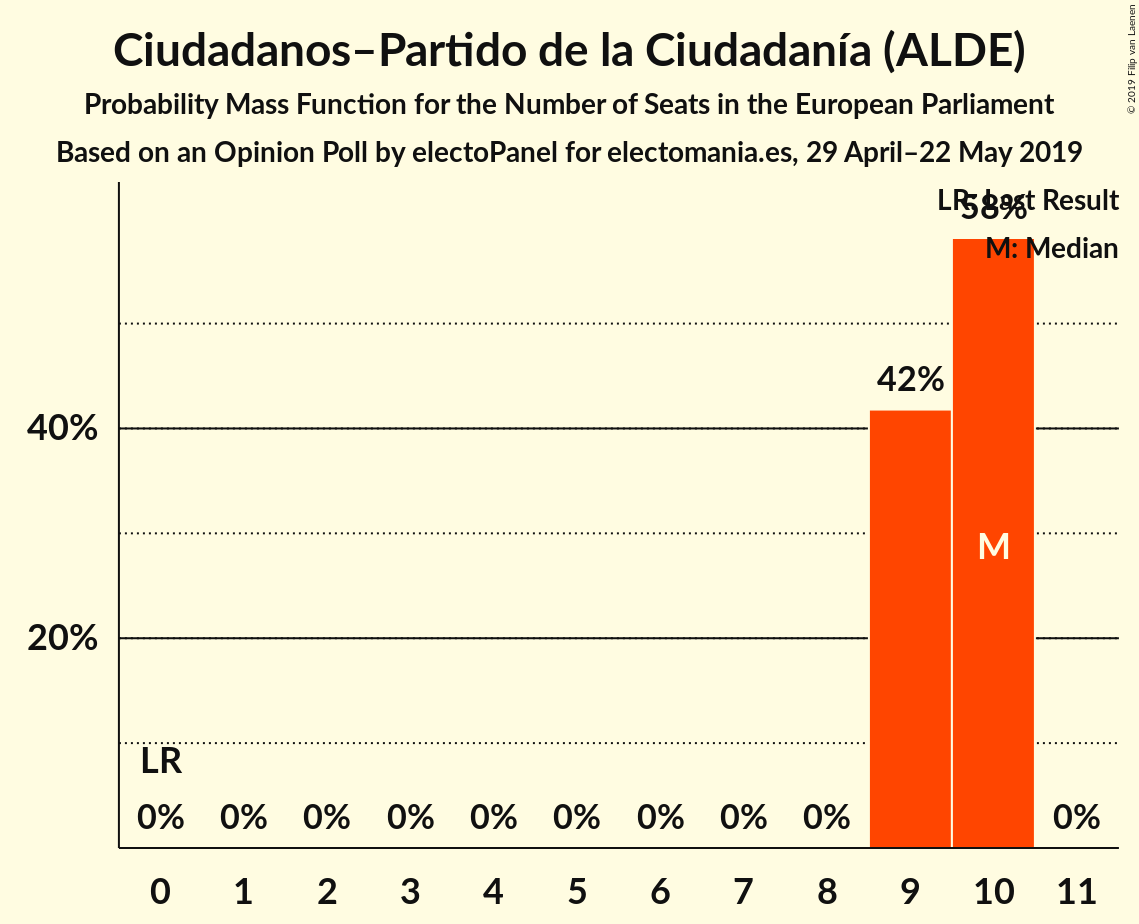 Ciudadanos–Partido de la Ciudadanía (ALDE)
Probability Mass Function for the Number of Seats in the European Parliament
Based on an Opinion Poll by electoPanel for electomania.es, 29 April–22 May 2019
© 2019 Filip van Laenen
LR: Last Result
M: Median
58%
42%
40%
M
20%
LR
0% 0% 0% 0% 0% 0% 0% 0% 0% 0%
0 1 2 3 4 5 6 7 8 9 10 11